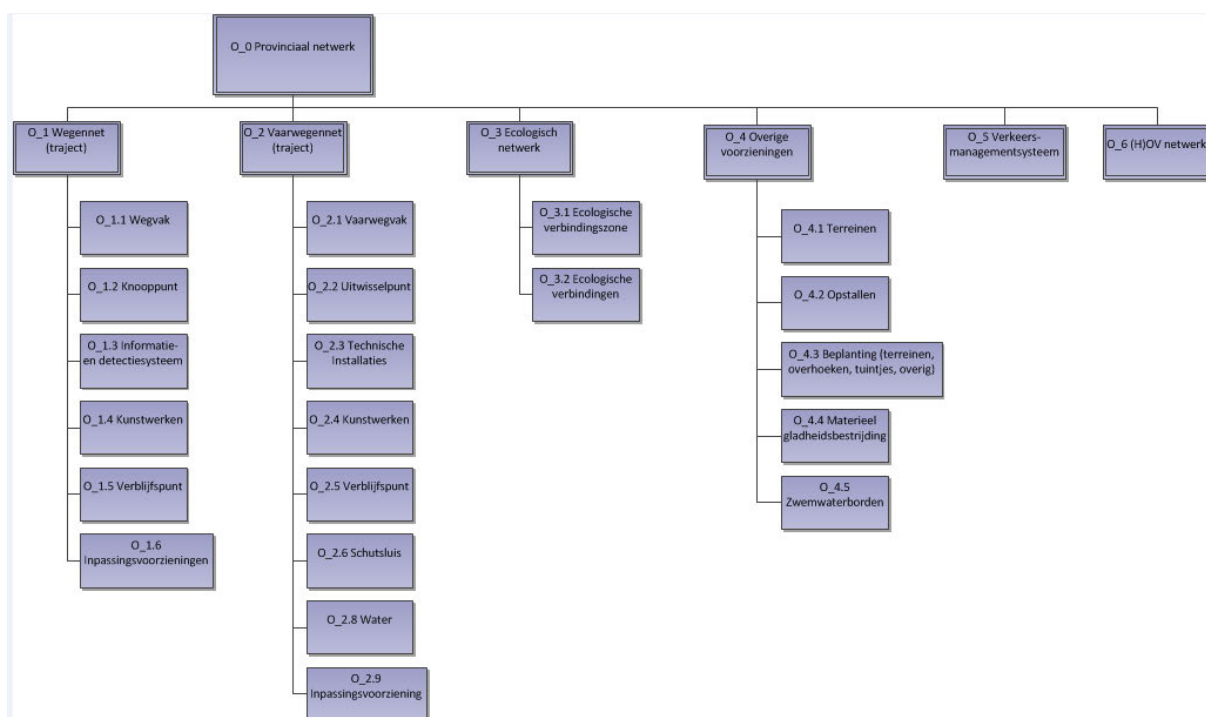 O_0 Provinciaal netwerk
O_1 Wegennet
(traject)
O_2 Vaarwegennet
(traject)
O_3 Ecologisch
netwerk
O_4 Overige
voorzieningen
O_5 Verkeers-
managementsysteem
O_6 (H)OV netwerk
O_1.1 Wegvak
O_1.2 Knooppunt
O_1.3 Informatie-
en detectiesysteem
O_1.4 Kunstwerken
O_1.5 Verblijfspunt
O_1.6
Inpassingsvoorzieningen
O_2.1 Vaarwegvak
O_2.2 Uitwisselpunt
O_2.3 Technische
Installaties
O_2.4 Kunstwerken
O_2.5 Verblijfspunt
O_2.6 Schutsluis
O_2.8 Water
O_2.9
Inpassingsvoorziening
O_3.1 Ecologische
verbindingszone
O_3.2 Ecologische
verbindingen
O_4.1 Terreinen
O_4.2 Opstallen
O_4.3 Beplanting (terreinen,
overhoeken, tuintjes, overig)
O_4.4 Materieel
gladheidsbestrijding
O_4.5
Zwemwaterborden